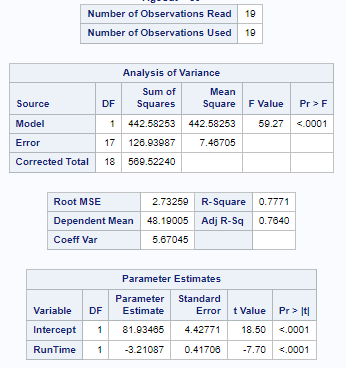 Number of Observations Read 19
Number of Observations Used 19
Analysis of Variance
Source DF Sum of Squares Mean Square F Value Pr > F
Model 1 442.58253 442.58253 59.27 <.0001
Error 17 126.93987 7.46705
Corrected Total 18 569.52240
Root MSE 2.73259 R-Square 0.7771
Dependent Mean 48.19005 Adj R-Sq 0.7640
Coeff Var 5.67045
Parameter Estimates
Variable DF Parameter Estimate Standard Error t Value Pr > |t|
Intercept 1 81.93465 4.42771 18.50 <.0001
RunTime 1 -3.21087 0.41706 -7.70 <.0001